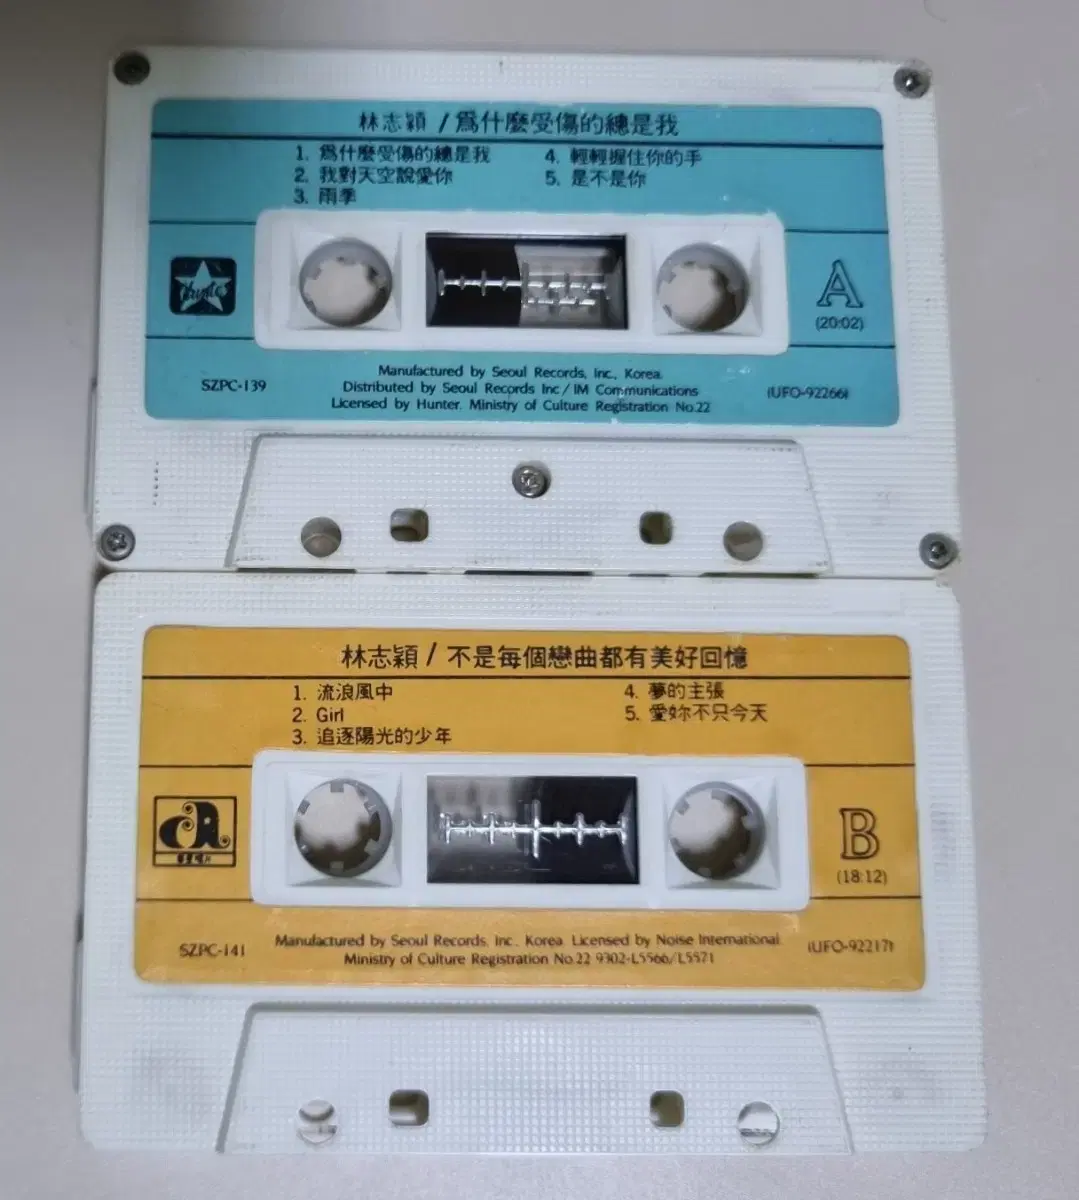 林志穎 / 爲什麼受傷的總是我
1. 爲什麼受傷的總是我
2. 我對天空說愛你
3. 雨季
4. 輕輕握住你的手
5. 是不是你
A
(20:02)
SZPC-139
Manufactured by Seoul Records, Inc., Korea.
Distributed by Seoul Records Inc / IM Communications
Licensed by Hunter. Ministry of Culture Registration No.22
(UFO-92266)
林志穎 / 不是每個戀曲都有美好回憶
1. 流浪風中
2. Girl
3. 追逐陽光的少年
4. 夢的主張
5. 愛妳不只今天
B
(18:12)
SZPC-141
Manufactured by Seoul Records, Inc., Korea. Licensed by Noise International.
Ministry of Culture Registration No.22 9302-L5566/L5571
(UFO-92217)